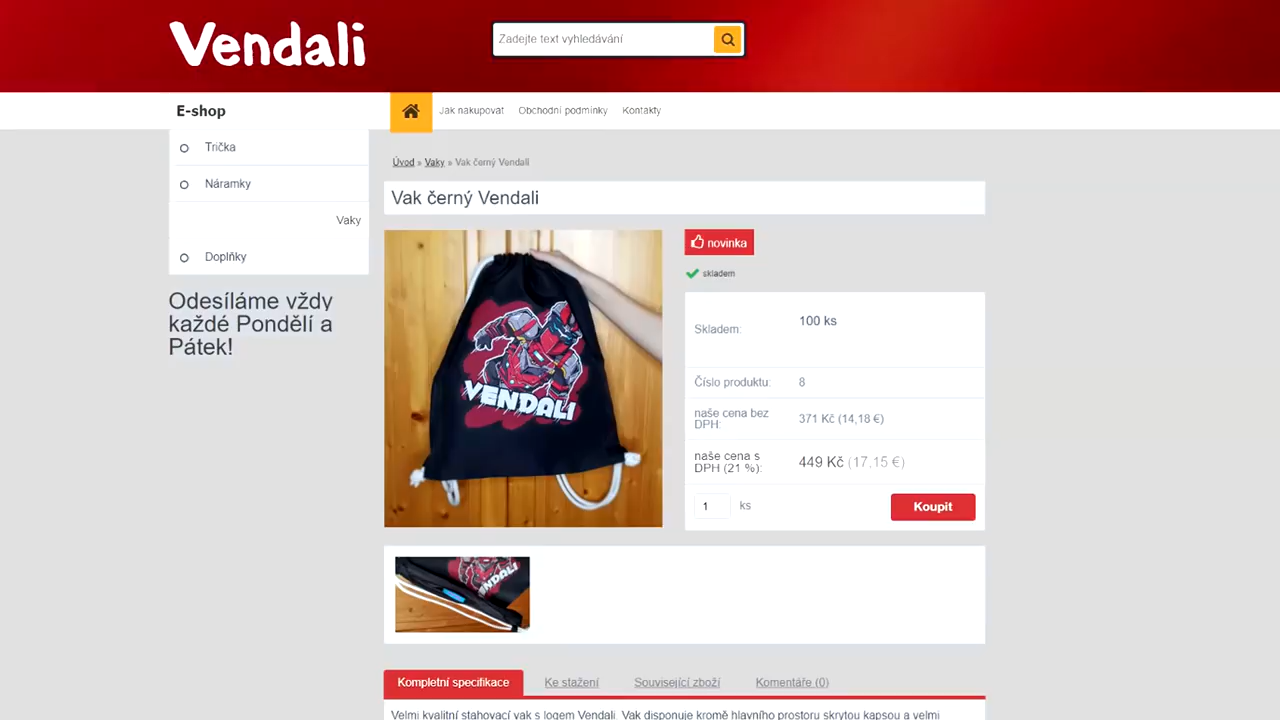 Vendali
Zadejte text vyhledávání
E-shop
Jak nakupovat
Obchodní podmínky
Kontakty
Trička
Náramky
Vaky
Doplňky
Odesíláme vždy
každé Pondělí a
Pátek!
Úvod » Vaky » Vak černý Vendali
Vak černý Vendali
VENDALI
novinka
skladem
Skladem:
100 ks
Číslo produktu:
8
naše cena bez
DPH:
371 Kč (14,18 €)
naše cena s
DPH (21 %):
449 Kč (17,15 €)
1
ks
Koupit
VENDALI
Kompletní specifikace
Ke stažení
Související zboží
Komentáře (0)
Velmi kvalitní stahovací vak s logem Vendali. Vak disponuje kromě hlavního prostoru skrytou kapsou a velmi